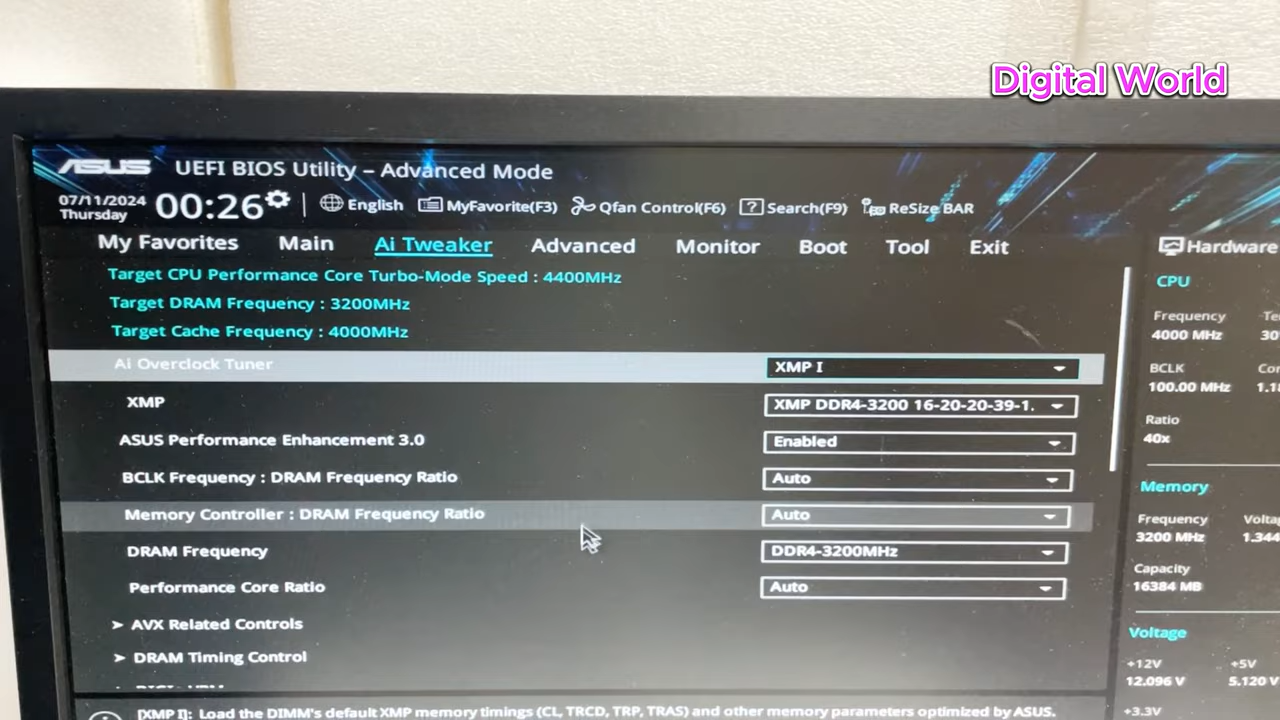 Digital World
ASUS UEFI BIOS Utility – Advanced Mode
07/11/2024
Thursday
00:26
English
MyFavorite(F3)
Qfan Control(F6)
? Search(F9)
ReSize BAR
My Favorites Main Ai Tweaker Advanced Monitor Boot Tool Exit
Hardware
Target CPU Performance Core Turbo-Mode Speed : 4400MHz
Target DRAM Frequency : 3200MHz
Target Cache Frequency : 4000MHz
Ai Overclock Tuner XMP I
XMP XMP DDR4-3200 16-20-20-39-1.
ASUS Performance Enhancement 3.0 Enabled
BCLK Frequency : DRAM Frequency Ratio Auto
Memory Controller : DRAM Frequency Ratio Auto
DRAM Frequency DDR4-3200MHz
Performance Core Ratio Auto
> AVX Related Controls
> DRAM Timing Control
[XMP I]: Load the DIMM's default XMP memory timings (CL, TRCD, TRP, TRAS) and other memory parameters optimized by ASUS.
CPU
Frequency
4000 MHz 30
BCLK
100.00 MHz
Ratio
40x
Memory
Frequency
3200 MHz 1.344
Capacity
16384 MB
Voltage
+12V +5V
12.096 V 5.120 V
+3.3V